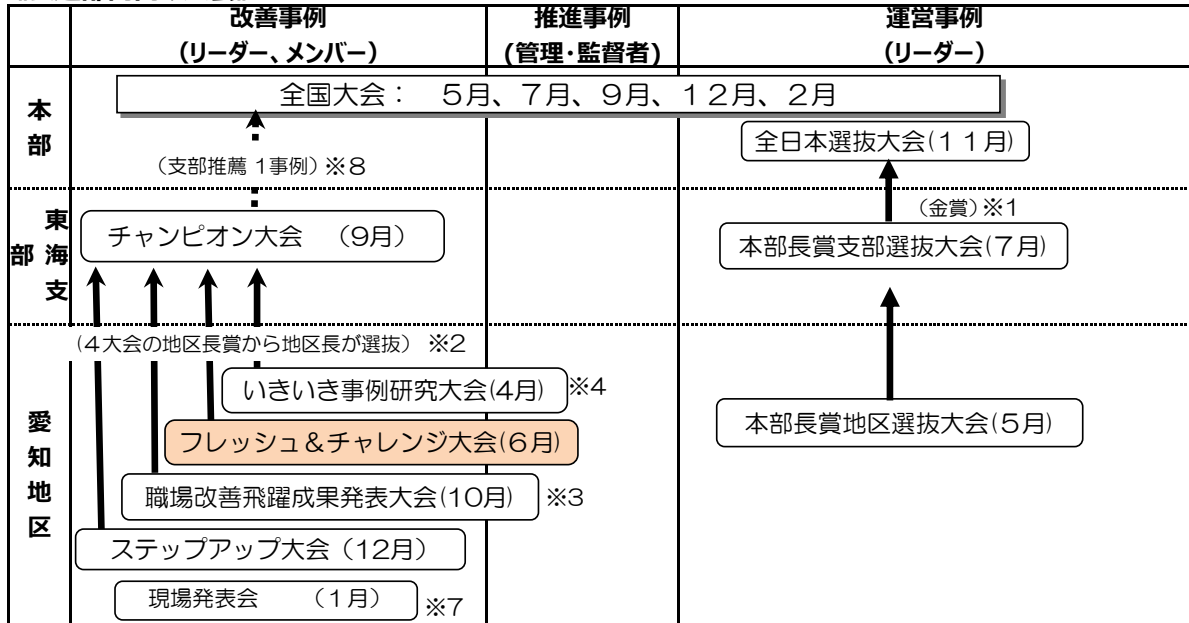 改善事例
(リーダー、メンバー)
推進事例
(管理・監督者)
運営事例
(リーダー)
本部
全国大会： ５月、７月、９月、１２月、２月
全日本選抜大会(１１月)
（支部推薦 1事例）※８
（金賞）※１
東海支部
チャンピオン大会 （9月）
本部長賞支部選抜大会(７月)
愛知地区
(４大会の地区長賞から地区長が選抜） ※２
いきいき事例研究大会(4月)
※4
フレッシュ＆チャレンジ大会(６月)
本部長賞地区選抜大会(５月)
職場改善飛躍成果発表大会(10月)
※３
ステップアップ大会（12月）
現場発表会 （１月）
※７